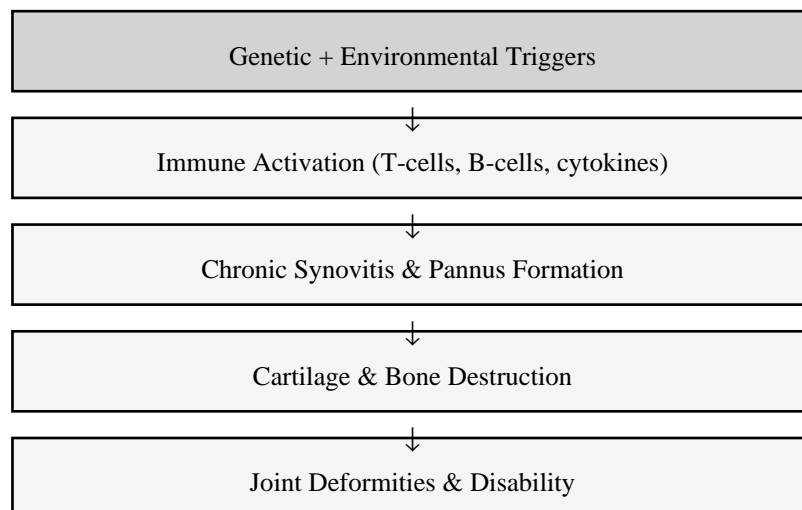 Genetic + Environmental Triggers
↓
Immune Activation (T-cells, B-cells, cytokines)
↓
Chronic Synovitis & Pannus Formation
↓
Cartilage & Bone Destruction
↓
Joint Deformities & Disability